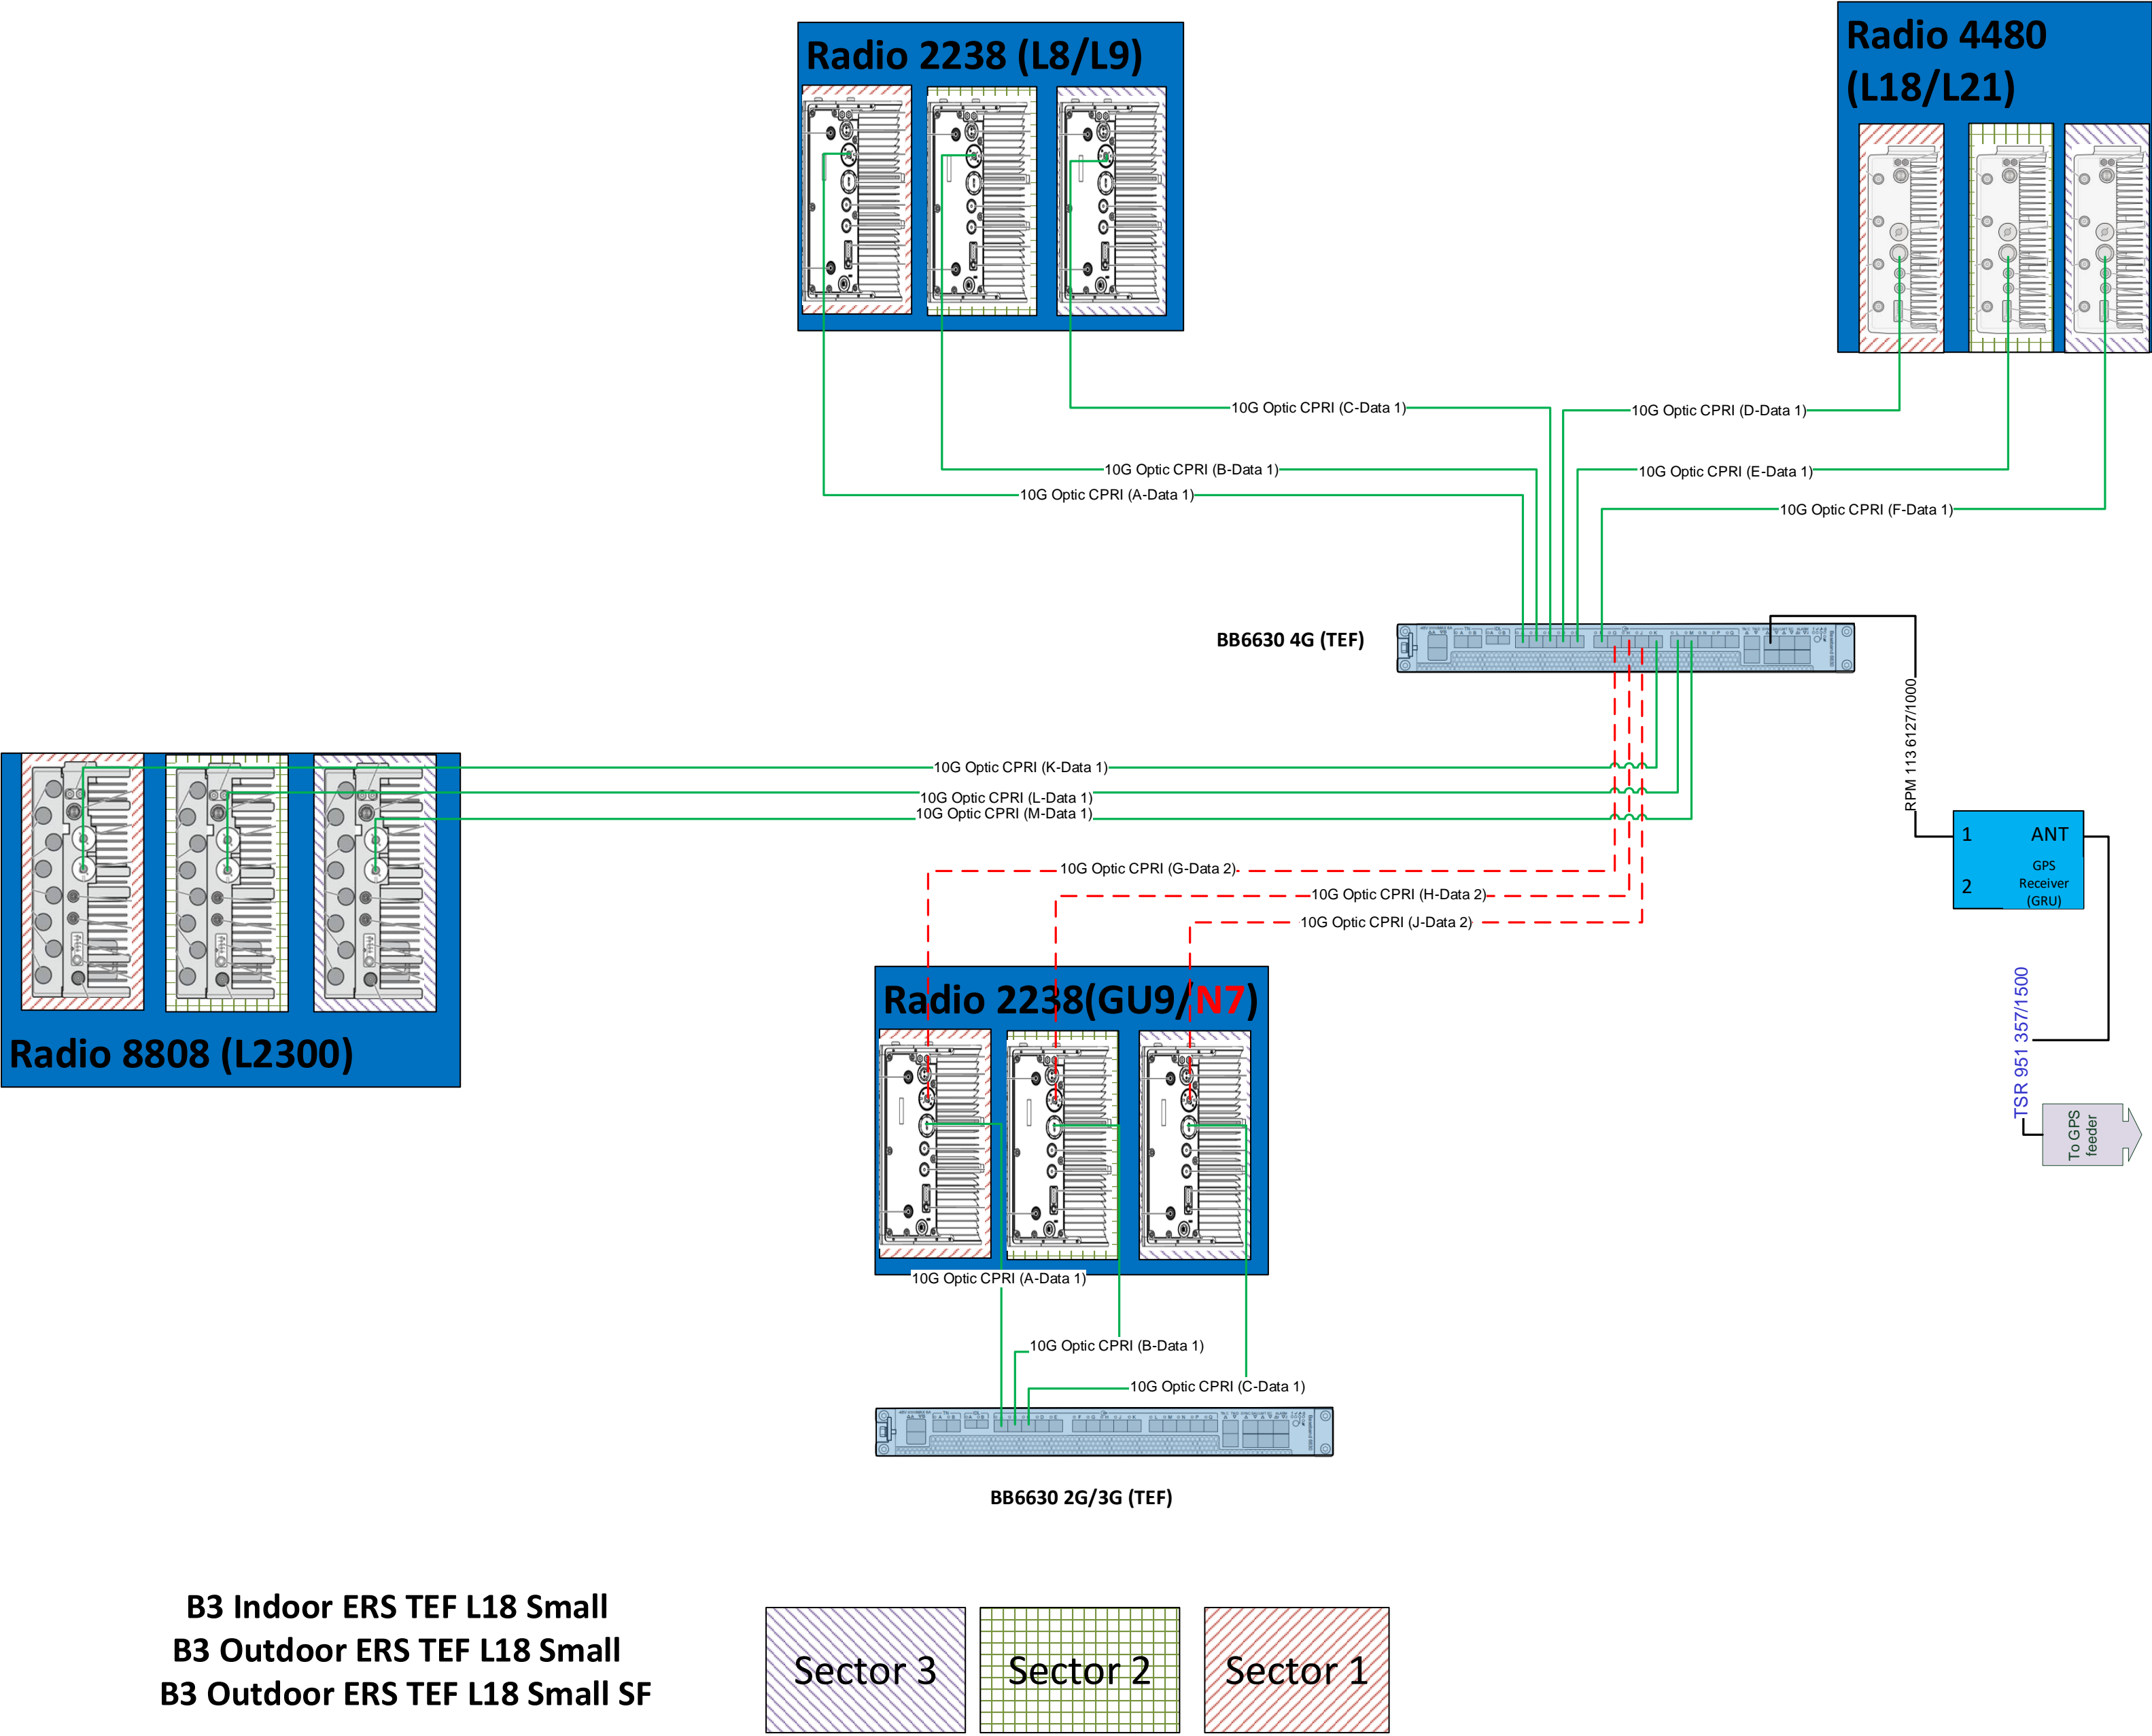 Radio 2238 (L8/L9)
Radio 4480
(L18/L21)
10G Optic CPRI (C-Data 1)
10G Optic CPRI (D-Data 1)
10G Optic CPRI (B-Data 1)
10G Optic CPRI (E-Data 1)
10G Optic CPRI (A-Data 1)
10G Optic CPRI (F-Data 1)
BB6630 4G (TEF)
RPM 113 6127/1000
10G Optic CPRI (K-Data 1)
10G Optic CPRI (L-Data 1)
10G Optic CPRI (M-Data 1)
1 ANT
GPS
2 Receiver
(GRU)
10G Optic CPRI (G-Data 2)
10G Optic CPRI (H-Data 2)
10G Optic CPRI (J-Data 2)
Radio 8808 (L2300)
Radio 2238(GU9/N7)
TSR 951 357/1500
To GPS
feeder
10G Optic CPRI (A-Data 1)
10G Optic CPRI (B-Data 1)
10G Optic CPRI (C-Data 1)
BB6630 2G/3G (TEF)
B3 Indoor ERS TEF L18 Small
B3 Outdoor ERS TEF L18 Small
B3 Outdoor ERS TEF L18 Small SF
Sector 3
Sector 2
Sector 1